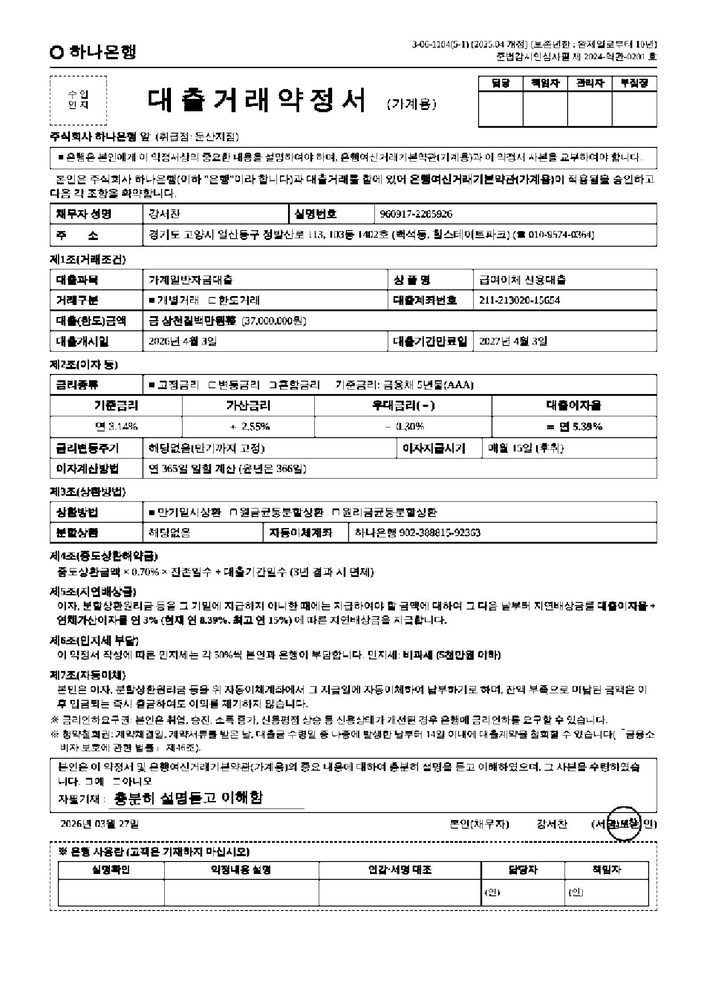 하나은행
3-06-1104(5-1) (2025.04 개정) (보존년한 : 완제일로부터 10년)
준법감시인심사필 제 2024-약관-0201 호
수 입
인 지
대 출 거 래 약 정 서 (가계용)
담당 책임자 관리자 부점장
주식회사 하나은행 앞 (취급점: 둔산지점)
■ 은행은 본인에게 이 약정서상의 중요한 내용을 설명하여야 하며, 은행여신거래기본약관(가계용)과 이 약정서 사본을 교부하여야 합니다.
본인은 주식회사 하나은행(이하 "은행"이라 합니다)과 대출거래를 함에 있어 은행여신거래기본약관(가계용)이 적용됨을 승인하고
다음 각 조항을 확약합니다.
채무자 성명 강서찬 실명번호 960917-2285926
주 소 경기도 고양시 일산동구 정발산로 113, 103동 1402호 (백석동, 힐스테이트파크) (☎ 010-9574-0364)
제1조(거래조건)
대출과목 가계일반자금대출 상 품 명 급여이체 신용대출
거래구분 ■ 개별거래 □ 한도거래 대출계좌번호 211-213020-15654
대출(한도)금액 금 삼천칠백만원整 (37,000,000원)
대출개시일 2026년 4월 3일 대출기간만료일 2027년 4월 3일
제2조(이자 등)
금리종류 ■ 고정금리 □ 변동금리 □ 혼합금리 기준금리: 금융채 5년물(AAA)
기준금리 가산금리 우대금리(−) 대출이자율
연 3.14% + 2.55% − 0.30% = 연 5.39%
금리변동주기 해당없음(만기까지 고정) 이자지급시기 매월 15일 (후취)
이자계산방법 연 365일 일할 계산 (윤년은 366일)
제3조(상환방법)
상환방법 ■ 만기일시상환 □ 원금균등분할상환 □ 원리금균등분할상환
분할상환 해당없음 자동이체계좌 하나은행 902-388815-92363
제4조(중도상환해약금)
중도상환금액 × 0.70% × 잔존일수 ÷ 대출기간일수 (3년 경과 시 면제)
제5조(지연배상금)
이자, 분할상환원리금 등을 그 기일에 지급하지 아니한 때에는 지급하여야 할 금액에 대하여 그 다음 날부터 지연배상금률 대출이자율 +
연체가산이자율 연 3% (현재 연 8.39%, 최고 연 15%) 에 따른 지연배상금을 지급합니다.
제6조(인지세 부담)
이 약정서 작성에 따른 인지세는 각 50%씩 본인과 은행이 부담합니다. 인지세: 비과세 (5천만원 이하)
제7조(자동이체)
본인은 이자, 분할상환원리금 등을 위 자동이체계좌에서 그 지급일에 자동이체하여 납부하기로 하며, 잔액 부족으로 미납된 금액은 이
후 입금되는 즉시 출금하여도 이의를 제기하지 않습니다.
※ 금리인하요구권: 본인은 취업, 승진, 소득 증가, 신용평점 상승 등 신용상태가 개선된 경우 은행에 금리인하를 요구할 수 있습니다.
※ 청약철회권: 계약체결일, 계약서류를 받은 날, 대출금 수령일 중 나중에 발생한 날부터 14일 이내에 대출계약을 철회할 수 있습니다(「금융소
비자 보호에 관한 법률」 제46조).
본인은 이 약정서 및 은행여신거래기본약관(가계용)의 중요 내용에 대하여 충분히 설명을 듣고 이해하였으며, 그 사본을 수령하였습
니다. □예 □아니오
자필기재 : 충분히 설명듣고 이해함
2026년 03월 27일 본인(채무자) 강서찬 인)
※ 은행 사용란 (고객은 기재하지 마십시오)
실명확인 약정내용 설명 인감·서명 대조 담당자 책임자
(인) (인)